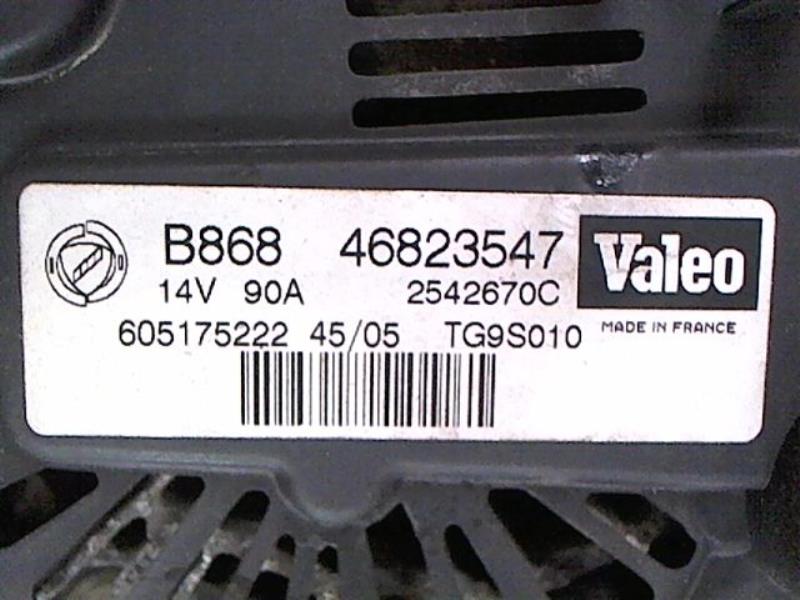 B868 46823547 Valeo
14V 90A 2542670C
MADE IN FRANCE
605175222 45/05 TG9S010